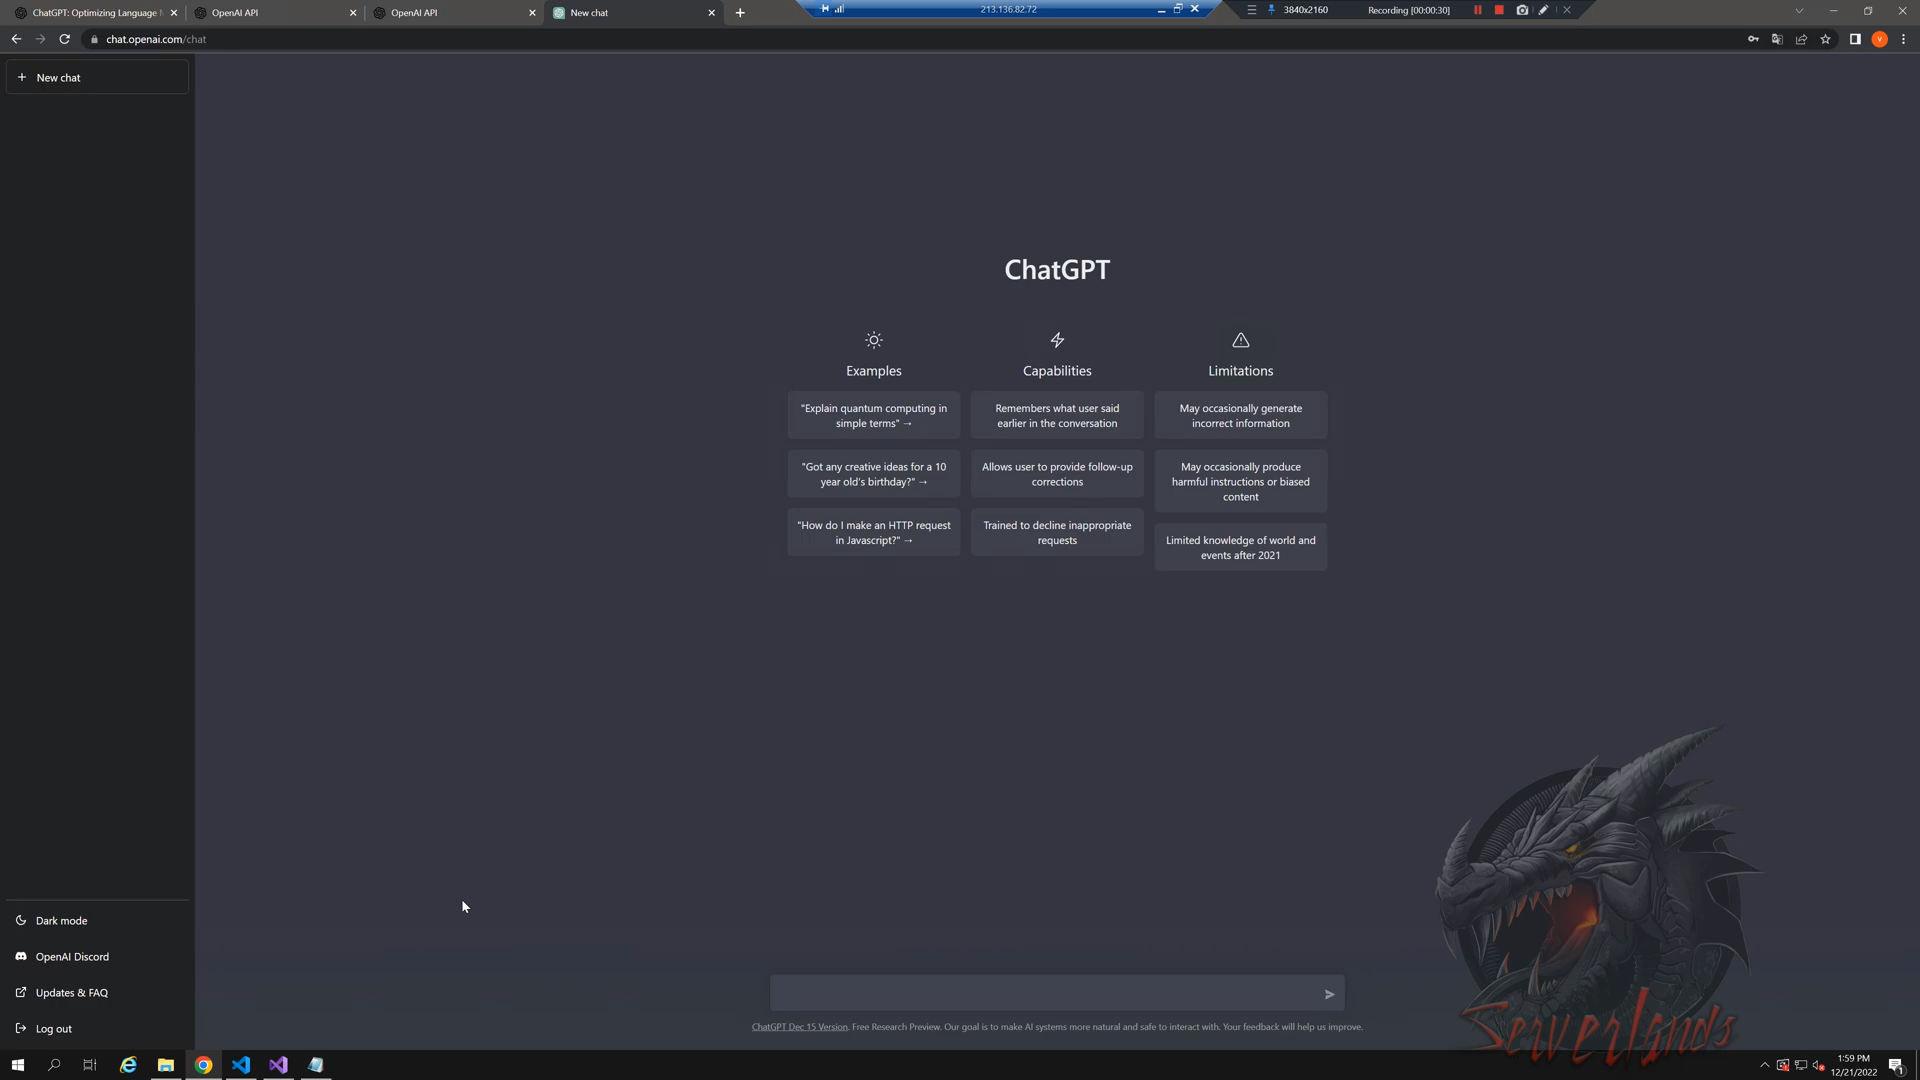 ChatGPT: Optimizing Language
OpenAI API
OpenAI API
New chat
213.136.82.72
3840x2160
Recording [00:00:30]
chat.openai.com/chat
V
New chat
ChatGPT
Examples
Capabilities
Limitations
"Explain quantum computing in
simple terms" →
Remembers what user said
earlier in the conversation
May occasionally generate
incorrect information
"Got any creative ideas for a 10
year old's birthday?" →
Allows user to provide follow-up
corrections
May occasionally produce
harmful instructions or biased
content
"How do I make an HTTP request
in Javascript?" →
Trained to decline inappropriate
requests
Limited knowledge of world and
events after 2021
Dark mode
OpenAI Discord
Updates & FAQ
Log out
ChatGPT Dec 15 Version. Free Research Preview. Our goal is to make AI systems more natural and safe to interact with. Your feedback will help us improve.
Serverlands
1:59 PM
12/21/2022
1